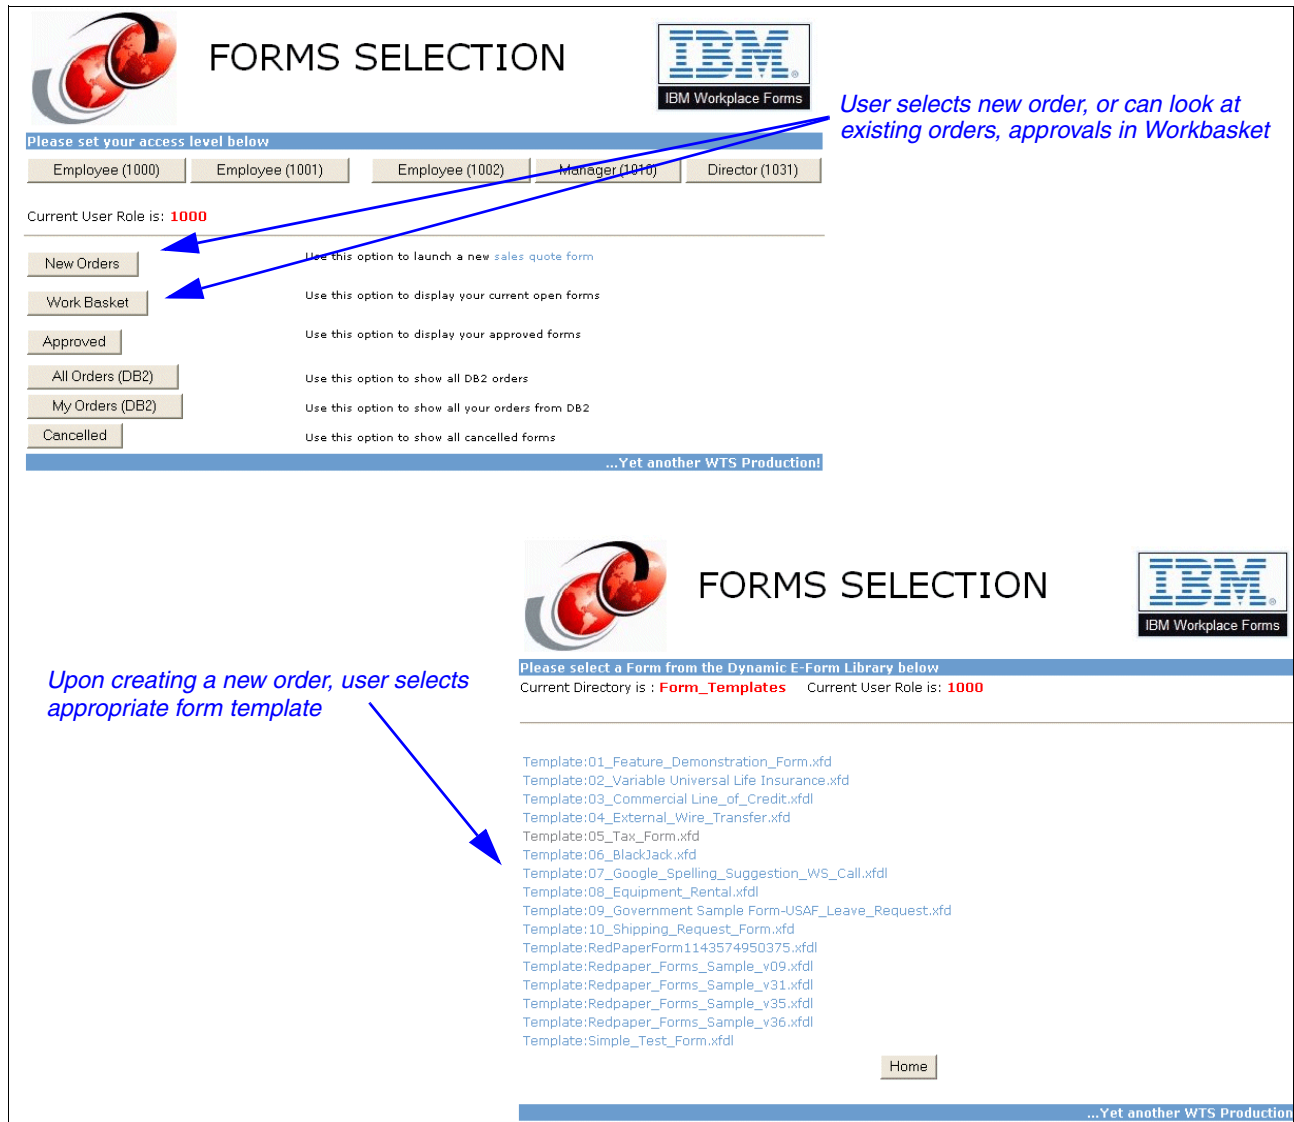 FORMS SELECTION
IBM®
IBM Workplace Forms
User selects new order, or can look at
existing orders, approvals in Workbasket
Please set your access level below
Employee (1000) Employee (1001) Employee (1002) Manager (1010) Director (1031)
Current User Role is: 1000
New Orders Use this option to launch a new sales quote form
Work Basket Use this option to display your current open forms
Approved Use this option to display your approved forms
All Orders (DB2) Use this option to show all DB2 orders
My Orders (DB2) Use this option to show all your orders from DB2
Cancelled Use this option to show all cancelled forms
...Yet another WTS Production!
FORMS SELECTION
IBM®
IBM Workplace Forms
Upon creating a new order, user selects
appropriate form template
Please select a Form from the Dynamic E-Form Library below
Current Directory is : Form_Templates Current User Role is: 1000
Template:01_Feature_Demonstration_Form.xfd
Template:02_Variable Universal Life Insurance.xfd
Template:03_Commercial Line_of_Credit.xfdl
Template:04_External_Wire_Transfer.xfd
Template:05_Tax_Form.xfd
Template:06_BlackJack.xfd
Template:07_Google_Spelling_Suggestion_WS_Call.xfdl
Template:08_Equipment_Rental.xfdl
Template:09_Government Sample Form-USAF_Leave_Request.xfd
Template:10_Shipping_Request_Form.xfd
Template:RedPaperForm1143574950375.xfdl
Template:Redpaper_Forms_Sample_v09.xfdl
Template:Redpaper_Forms_Sample_v31.xfdl
Template:Redpaper_Forms_Sample_v35.xfdl
Template:Redpaper_Forms_Sample_v36.xfdl
Template:Simple_Test_Form.xfdl
Home
...Yet another WTS Production